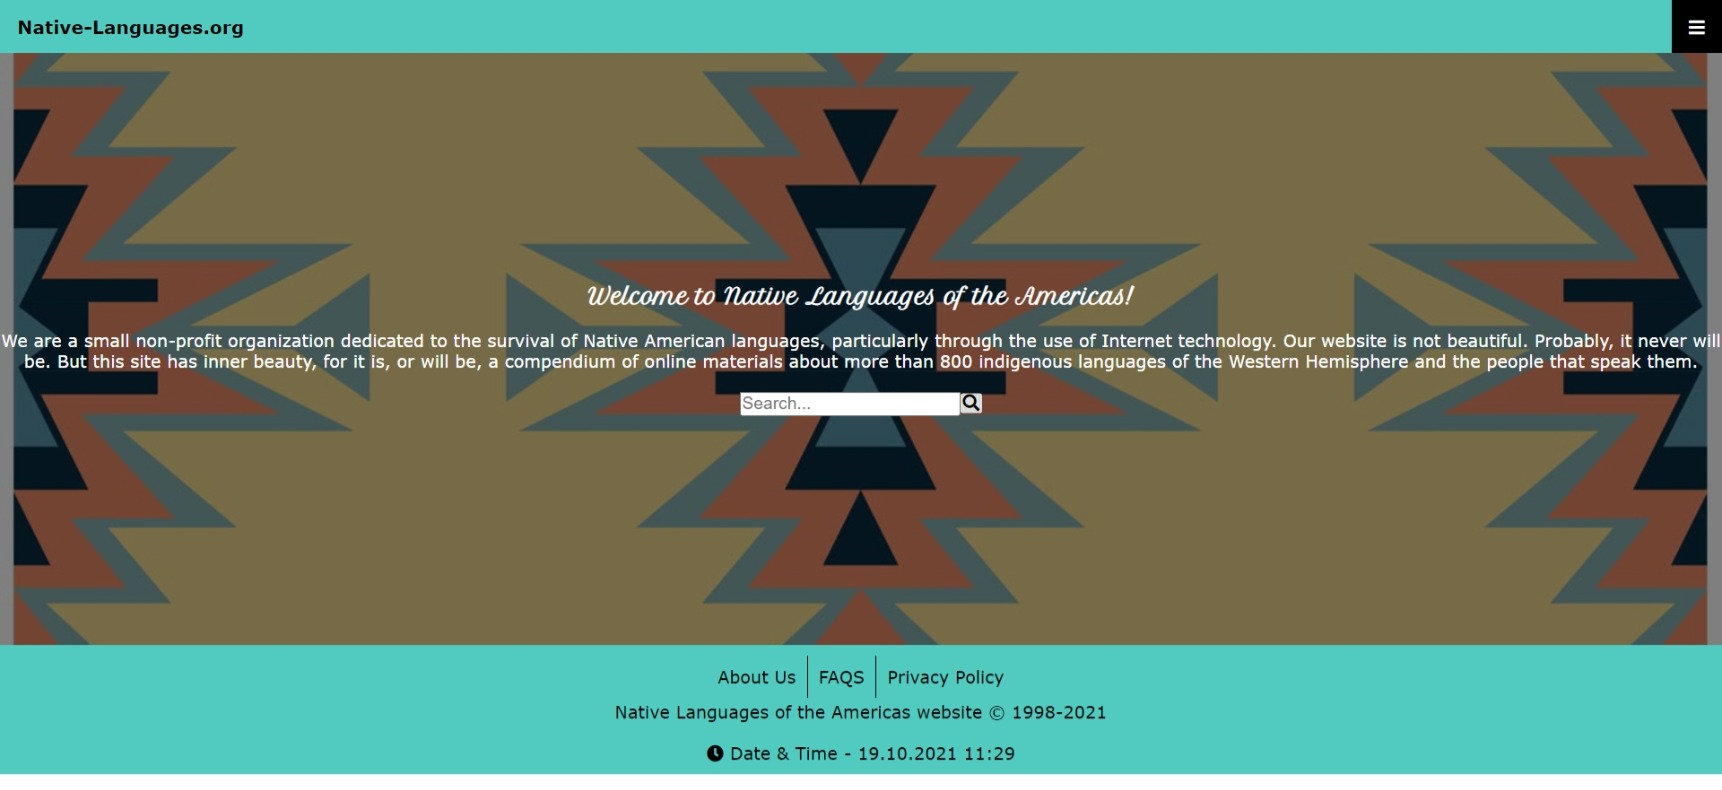 Native-Languages.org
Welcome to Native Languages of the Americas!
We are a small non-profit organization dedicated to the survival of Native American languages, particularly through the use of Internet technology. Our website is not beautiful. Probably, it never will
be. But this site has inner beauty, for it is, or will be, a compendium of online materials about more than 800 indigenous languages of the Western Hemisphere and the people that speak them.
Search...
About Us FAQS Privacy Policy
Native Languages of the Americas website © 1998-2021
Date & Time - 19.10.2021 11:29